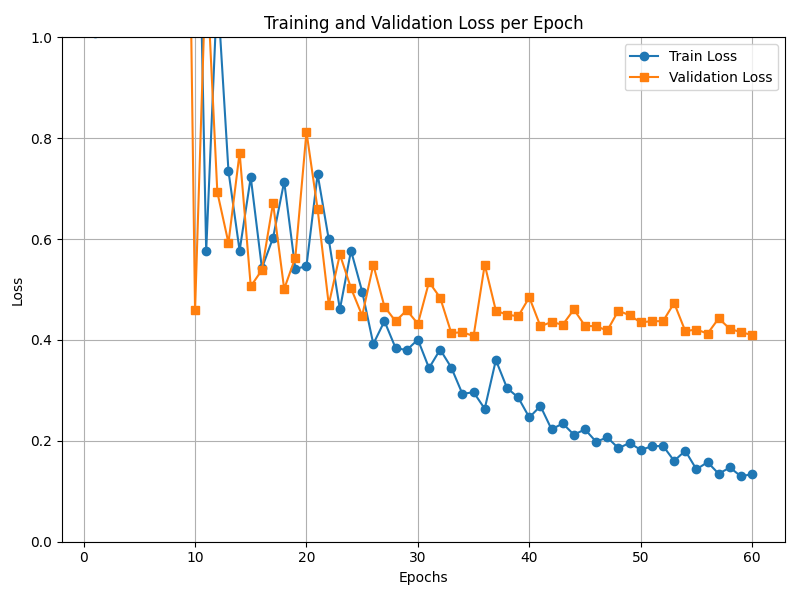 Training and Validation Loss per Epoch
Train Loss
Validation Loss
Loss
1.0
0.8
0.6
0.4
0.2
0.0
0 10 20 30 40 50 60
Epochs